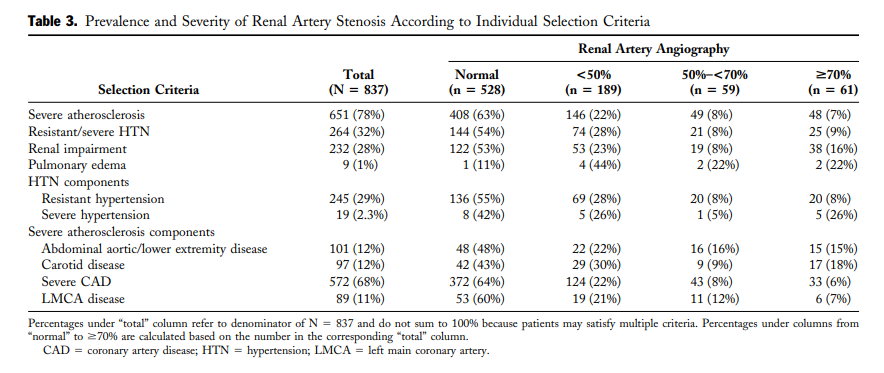 Table 3. Prevalence and Severity of Renal Artery Stenosis According to Individual Selection Criteria
Renal Artery Angiography
Selection Criteria Total (N = 837) Normal (n = 528) <50% (n = 189) 50%–<70% (n = 59) ≥70% (n = 61)
Severe atherosclerosis 651 (78%) 408 (63%) 146 (22%) 49 (8%) 48 (7%)
Resistant/severe HTN 264 (32%) 144 (54%) 74 (28%) 21 (8%) 25 (9%)
Renal impairment 232 (28%) 122 (53%) 53 (23%) 19 (8%) 38 (16%)
Pulmonary edema 9 (1%) 1 (11%) 4 (44%) 2 (22%) 2 (22%)
HTN components
Resistant hypertension 245 (29%) 136 (55%) 69 (28%) 20 (8%) 20 (8%)
Severe hypertension 19 (2.3%) 8 (42%) 5 (26%) 1 (5%) 5 (26%)
Severe atherosclerosis components
Abdominal aortic/lower extremity disease 101 (12%) 48 (48%) 22 (22%) 16 (16%) 15 (15%)
Carotid disease 97 (12%) 42 (43%) 29 (30%) 9 (9%) 17 (18%)
Severe CAD 572 (68%) 372 (64%) 124 (22%) 43 (8%) 33 (6%)
LMCA disease 89 (11%) 53 (60%) 19 (21%) 11 (12%) 6 (7%)
Percentages under “total” column refer to denominator of N = 837 and do not sum to 100% because patients may satisfy multiple criteria. Percentages under columns from
“normal” to ≥70% are calculated based on the number in the corresponding “total” column.
CAD = coronary artery disease; HTN = hypertension; LMCA = left main coronary artery.